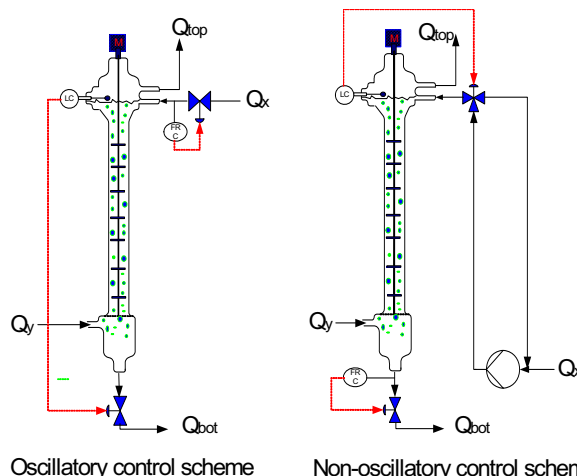 M
Qtop
LC
Qx
FR
C
Qy
Qbot
Oscillatory control scheme
M
Qtop
LC
Qy
FR
C
Qbot
Q
Non-oscillatory control schem